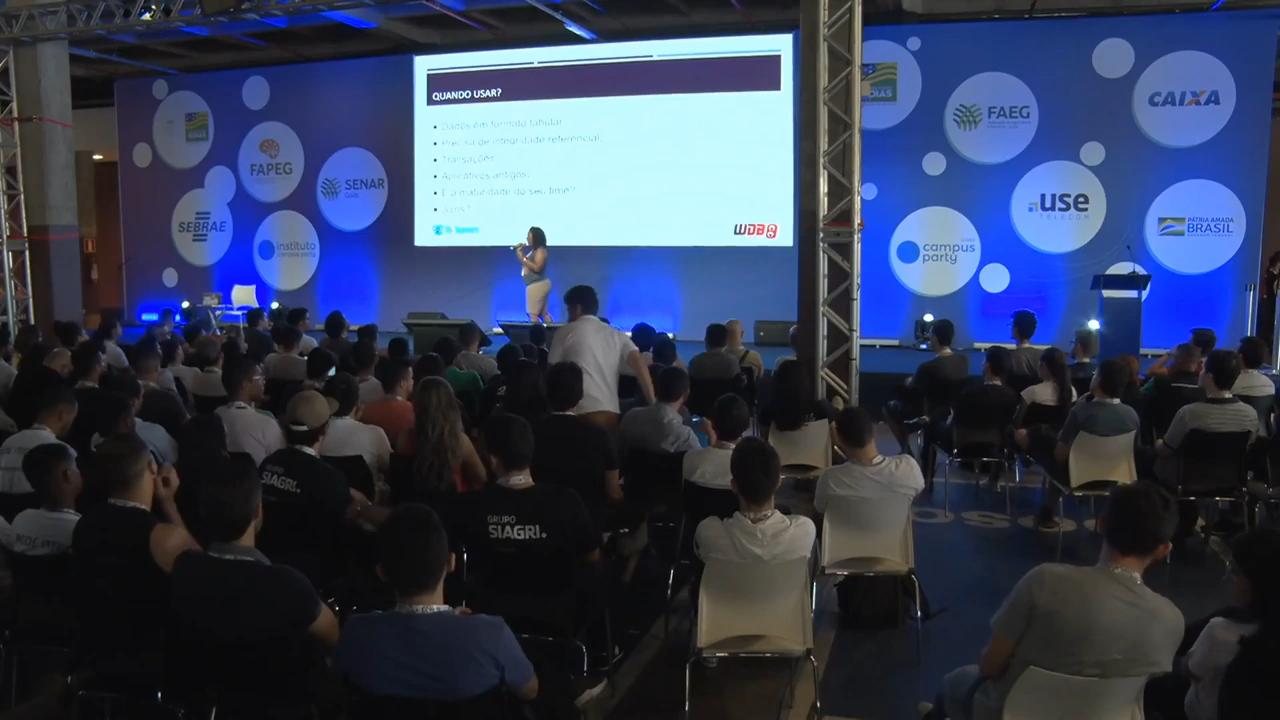 QUANDO USAR?
Dados em formato tabular
Precisa de integridade referencial.
Transações
Aplicativos antigos.
E a maturidade do seu time?
WDB
FAPEG
SENAR
Goiás
SEBRAE
instituto
campus party
FAEG
CAIXA
use
TELECOM
campus
party
PÁTRIA AMADA
BRASIL
GRUPO
SIAGRI.
SIAGRI.